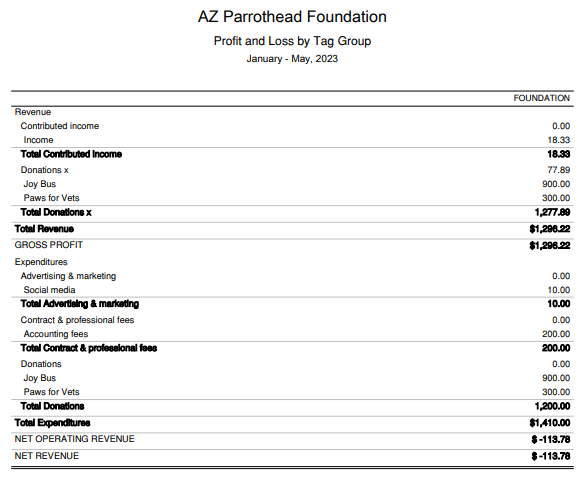 AZ Parrothead Foundation
Profit and Loss by Tag Group
January - May, 2023
FOUNDATION
Revenue
Contributed income 0.00
Income 18.33
Total Contributed income 18.33
Donations x 77.89
Joy Bus 900.00
Paws for Vets 300.00
Total Donations x 1,277.89
Total Revenue $1,296.22
GROSS PROFIT $1,296.22
Expenditures
Advertising & marketing 0.00
Social media 10.00
Total Advertising & marketing 10.00
Contract & professional fees 0.00
Accounting fees 200.00
Total Contract & professional fees 200.00
Donations 0.00
Joy Bus 900.00
Paws for Vets 300.00
Total Donations 1,200.00
Total Expenditures $1,410.00
NET OPERATING REVENUE $ -113.78
NET REVENUE $ -113.78